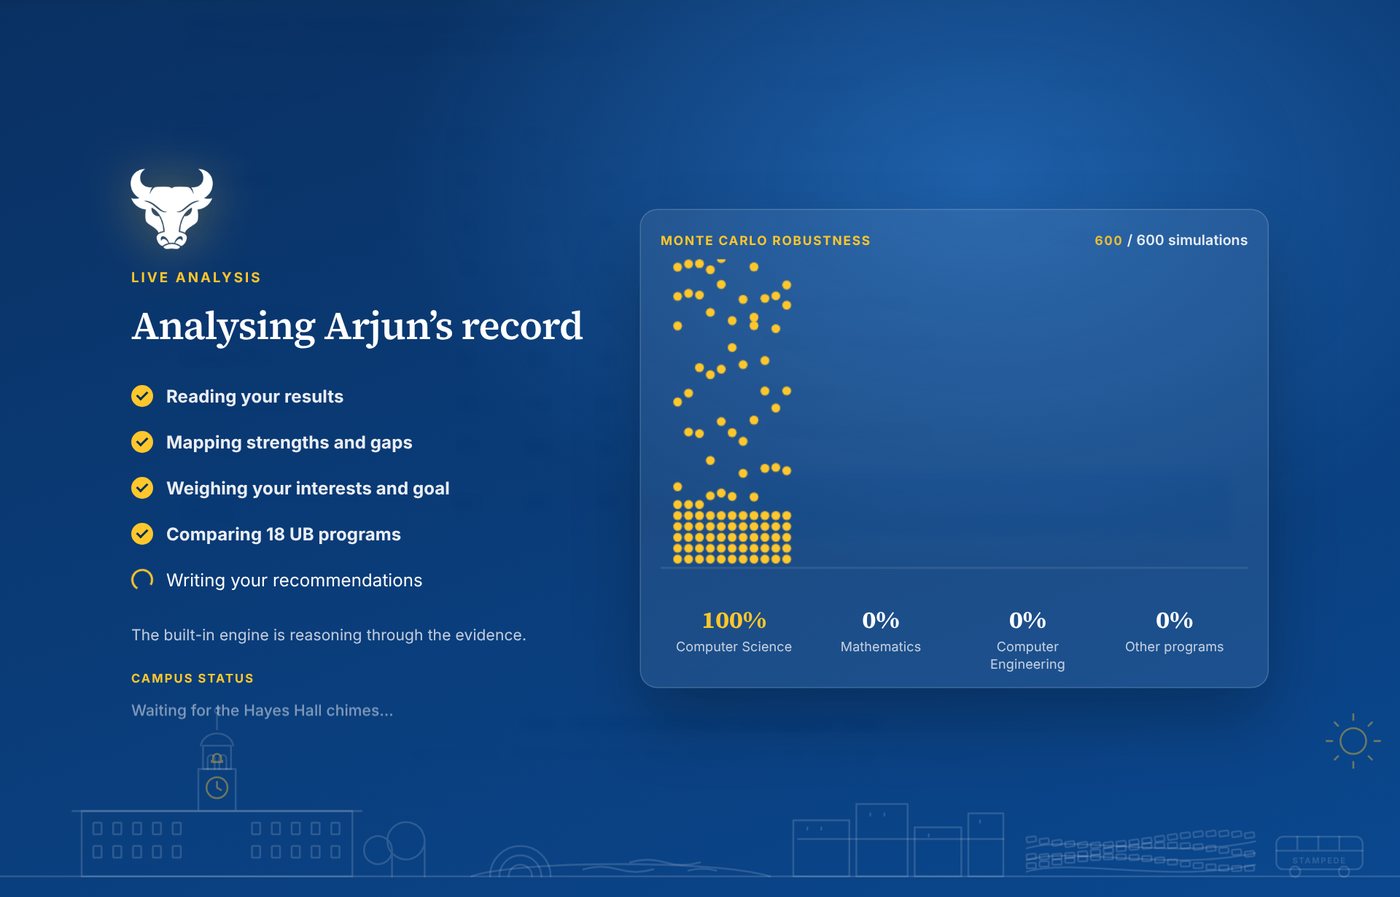 LIVE ANALYSIS
Analysing Arjun’s record
Reading your results
Mapping strengths and gaps
Weighing your interests and goal
Comparing 18 UB programs
Writing your recommendations
The built-in engine is reasoning through the evidence.
CAMPUS STATUS
Waiting for the Hayes Hall chimes...
MONTE CARLO ROBUSTNESS
600 / 600 simulations
100%
Computer Science
0%
Mathematics
0%
Computer
Engineering
0%
Other programs
STAMPEDE